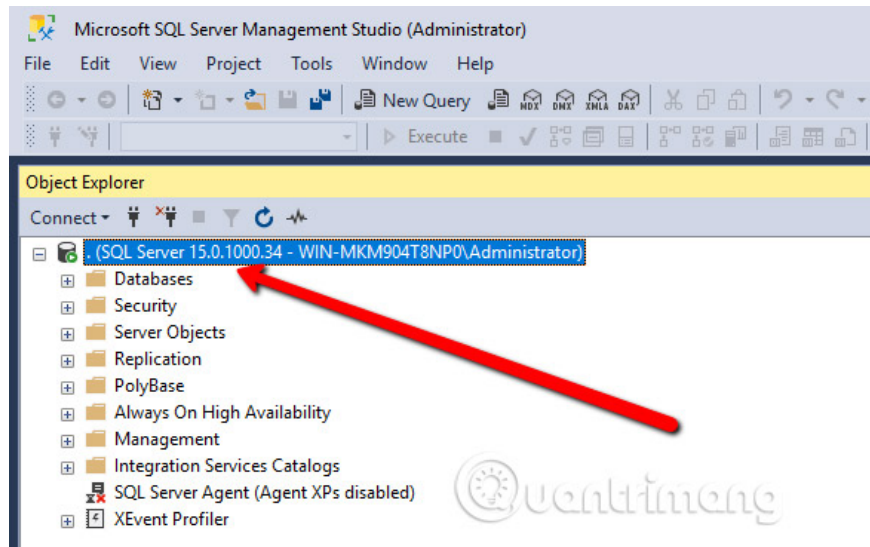 Microsoft SQL Server Management Studio (Administrator)
File Edit View Project Tools Window Help
New Query MDX DMX XMLA DAX
Execute
Object Explorer
Connect
. (SQL Server 15.0.1000.34 - WIN-MKM904T8NP0\Administrator)
Databases
Security
Server Objects
Replication
PolyBase
Always On High Availability
Management
Integration Services Catalogs
SQL Server Agent (Agent XPs disabled)
XEvent Profiler
Quantrimang